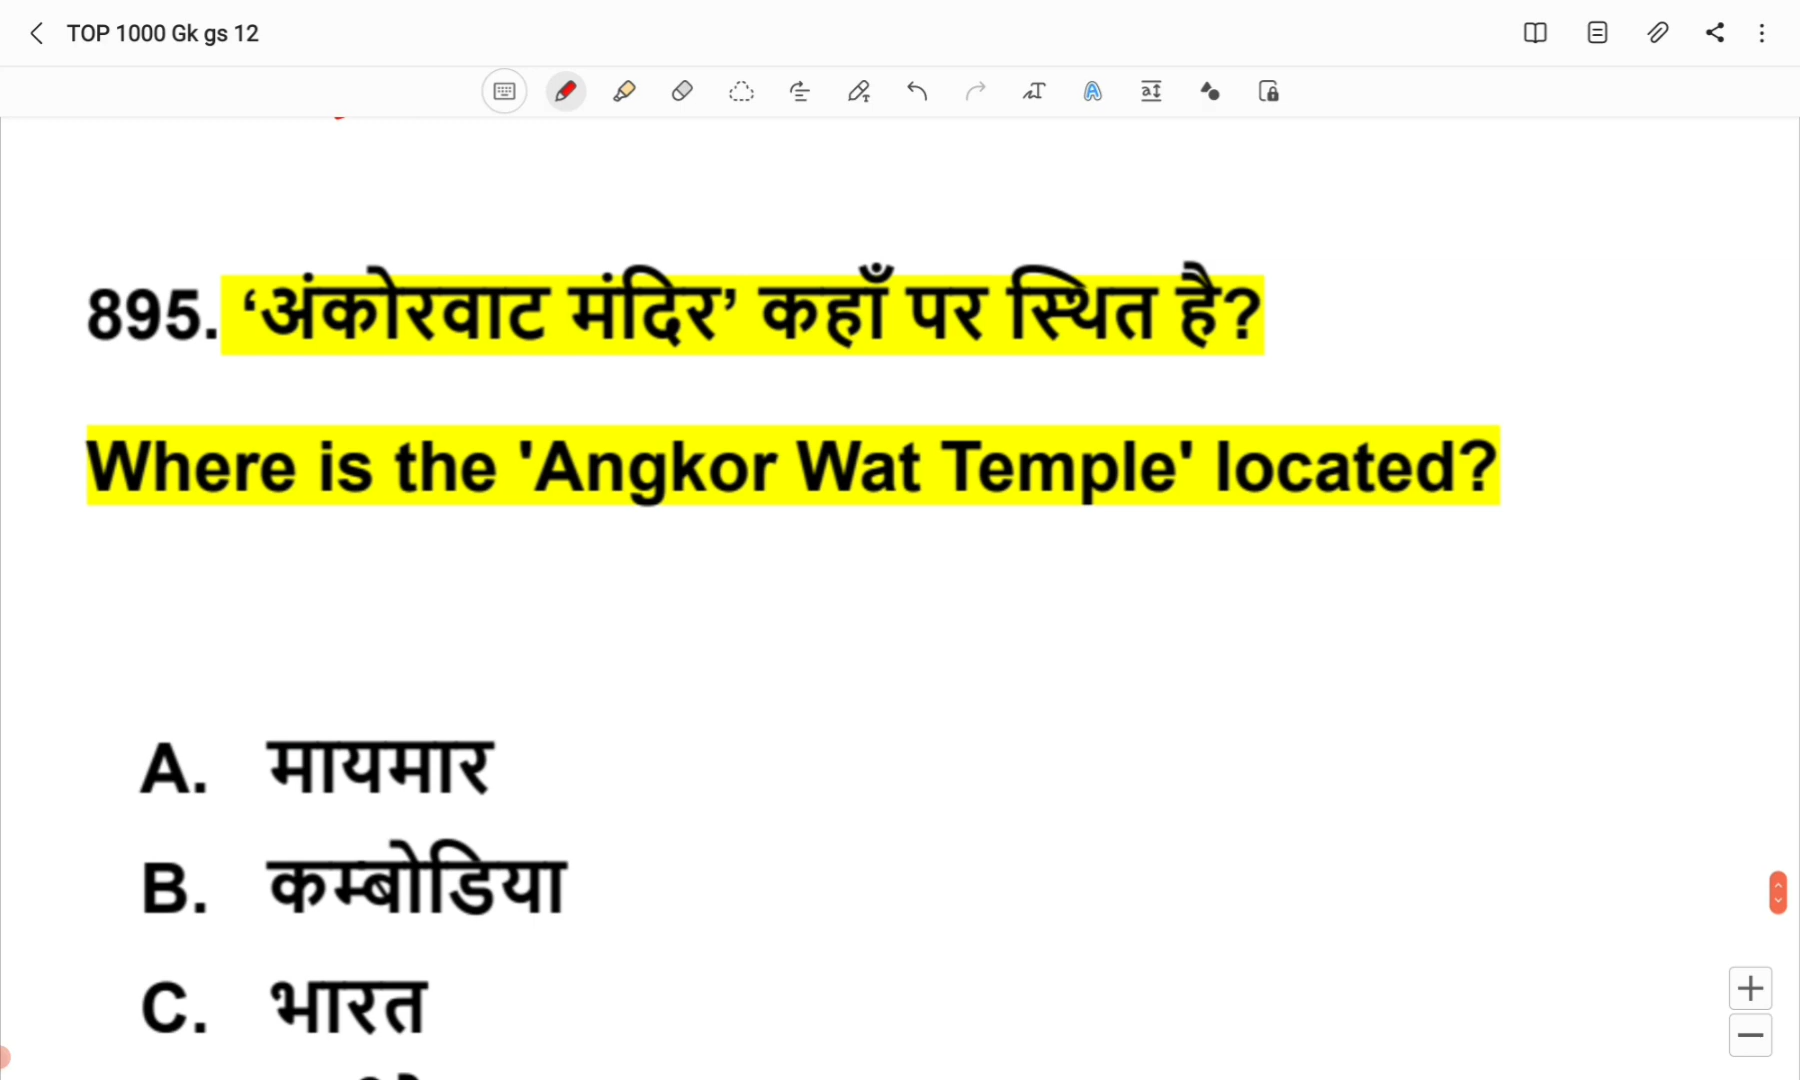 TOP 1000 Gk gs 12
895. ‘अंकोरवाट मंदिर’ कहाँ पर स्थित है?
Where is the 'Angkor Wat Temple' located?
A. मायमार
B. कम्बोडिया
C. भारत